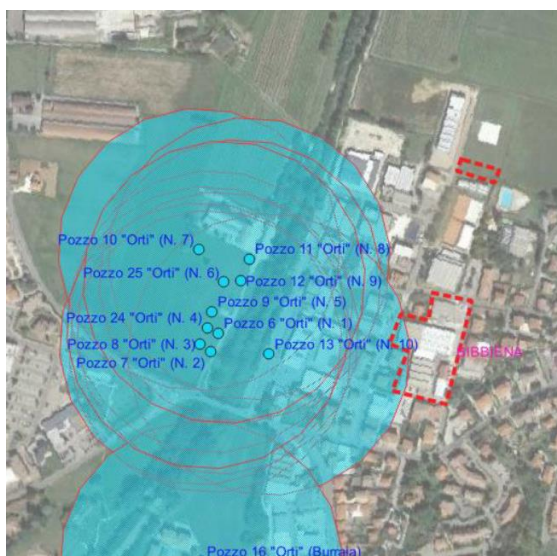 Pozzo 10 "Orti" (N. 7)
Pozzo 11 "Orti" (N. 8)
Pozzo 25 "Orti" (N. 6)
Pozzo 12 "Orti" (N. 9)
Pozzo 9 "Orti" (N. 5)
Pozzo 24 "Orti" (N. 4)
Pozzo 6 "Orti" (N. 1)
Pozzo 8 "Orti" (N. 3)
Pozzo 13 "Orti" (N. 10)
Pozzo 7 "Orti" (N. 2)
BIBBIENA
Pozzo 16 "Orti" (Burraia)